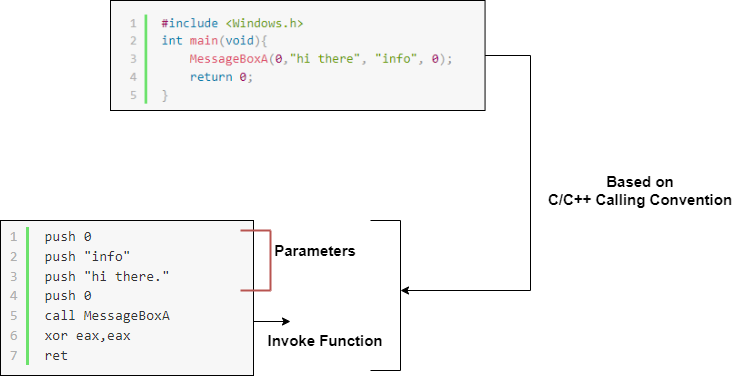 1 #include <Windows.h>
2 int main(void){
3 MessageBoxA(0,"hi there", "info", 0);
4 return 0;
5 }
Based on
C/C++ Calling Convention
1 push 0
2 push "info"
3 push "hi there."
4 push 0
5 call MessageBoxA
6 xor eax,eax
7 ret
Parameters
Invoke Function